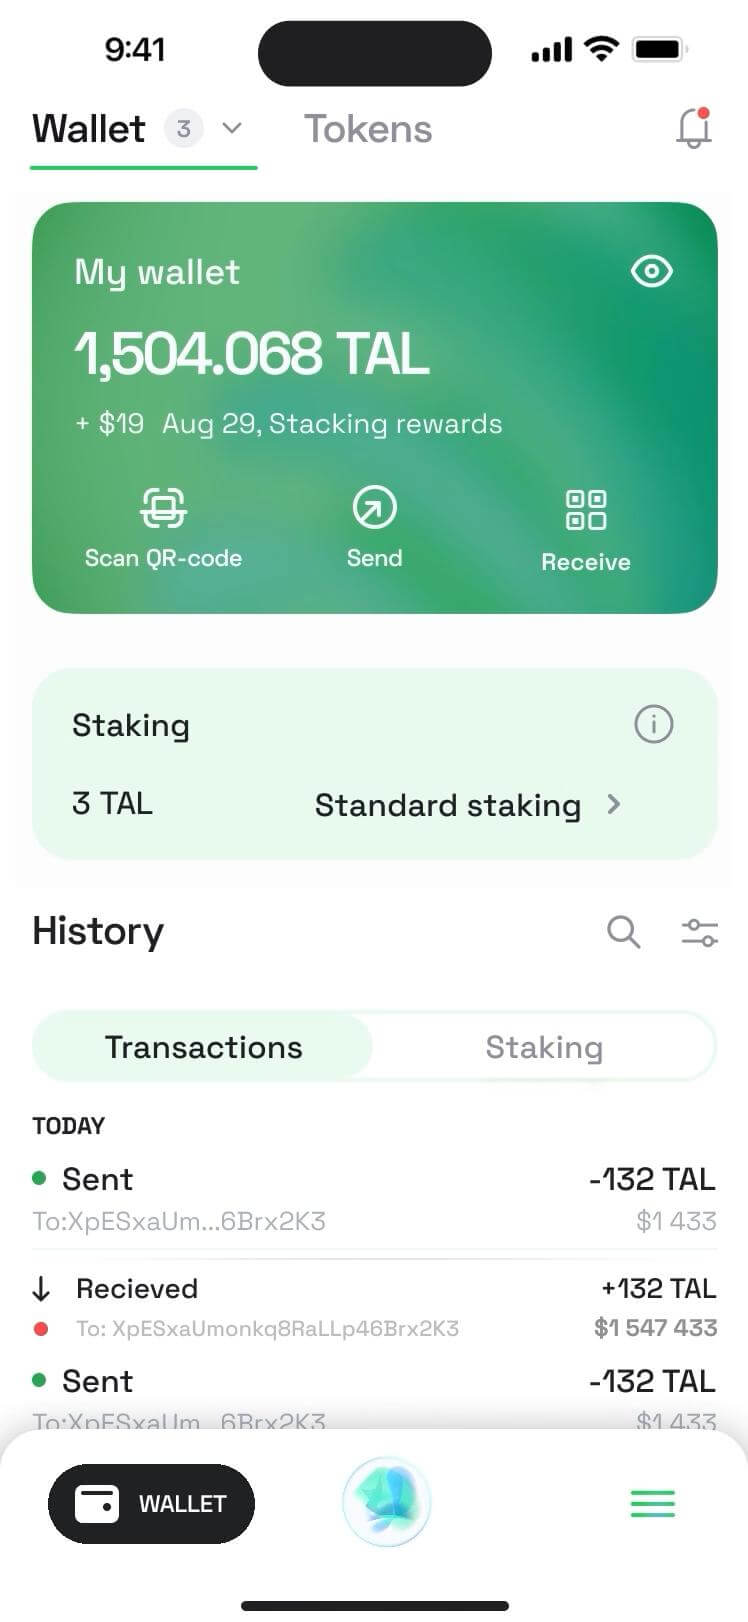 9:41
Wallet 3 Tokens
My wallet
1,504.068 TAL
+ $19 Aug 29, Stacking rewards
Scan QR-code Send Receive
Staking
3 TAL Standard staking
History
Transactions Staking
TODAY
Sent -132 TAL
To:XpESxaUm...6Brx2K3 $1 433
Recieved +132 TAL
To: XpESxaUmonkq8RaLLp46Brx2K3 $1 547 433
Sent -132 TAL
To:XpESxaUm...6Brx2K3 $1 433
WALLET